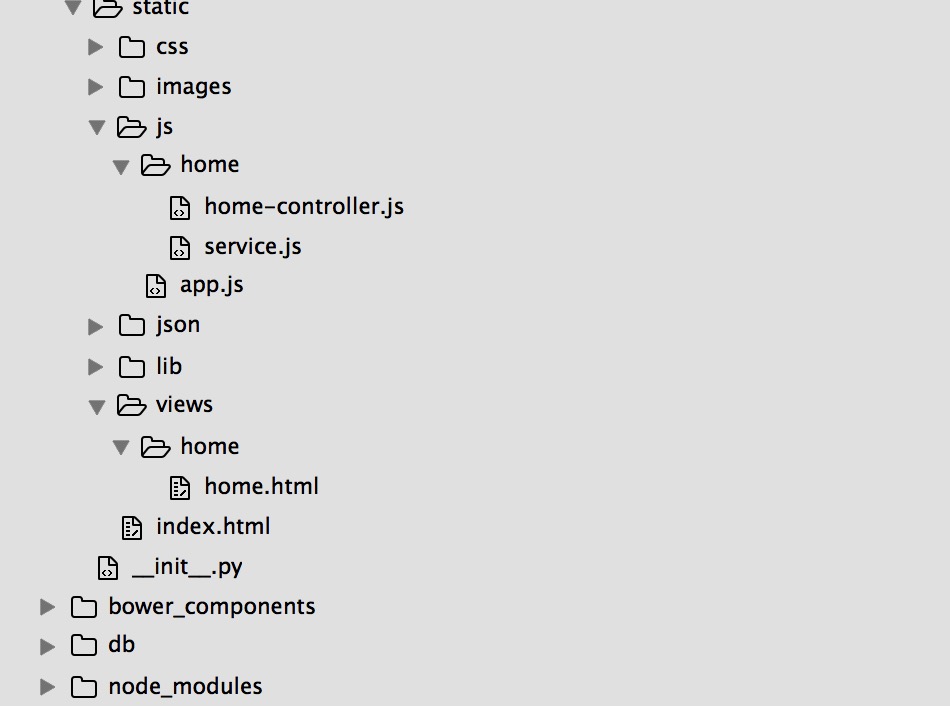 static
css
images
js
home
home-controller.js
service.js
app.js
json
lib
views
home
home.html
index.html
__init__.py
bower_components
db
node_modules